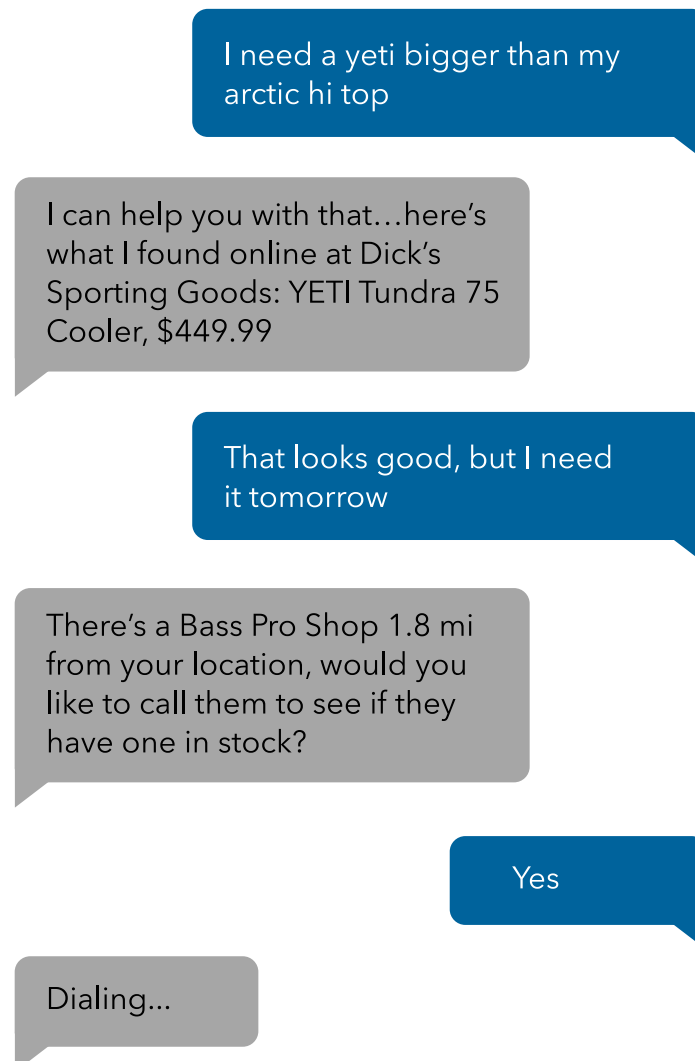 I need a yeti bigger than my
arctic hi top
I can help you with that…here’s
what I found online at Dick’s
Sporting Goods: YETI Tundra 75
Cooler, $449.99
That looks good, but I need
it tomorrow
There’s a Bass Pro Shop 1.8 mi
from your location, would you
like to call them to see if they
have one in stock?
Yes
Dialing...